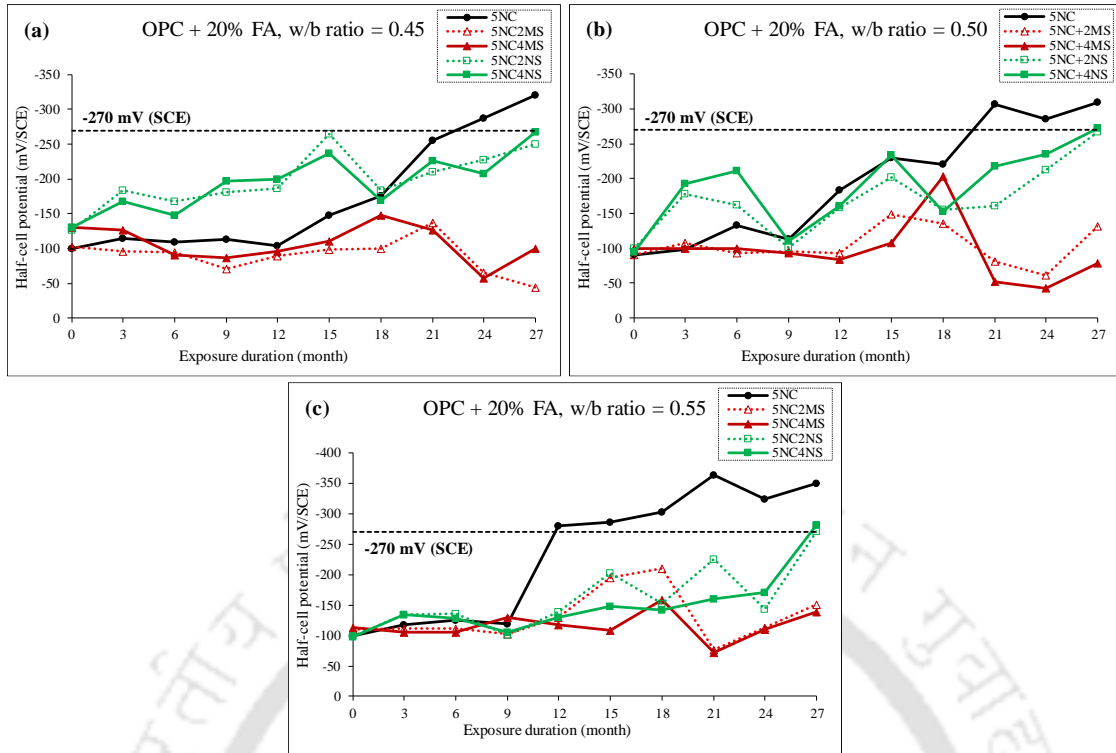 (a)
OPC + 20% FA, w/b ratio = 0.45
5NC
5NC2MS
5NC4MS
5NC2NS
5NC4NS
-350
-300
-250
-200
-150
-100
-50
0
-270 mV (SCE)
Half-cell potential (mV/SCE)
0 3 6 9 12 15 18 21 24 27
Exposure duration (month)
(b)
OPC + 20% FA, w/b ratio = 0.50
5NC
5NC+2MS
5NC+4MS
5NC+2NS
5NC+4NS
-350
-300
-250
-200
-150
-100
-50
0
-270 mV (SCE)
Half-cell potential (mV/SCE)
0 3 6 9 12 15 18 21 24 27
Exposure duration (month)
(c)
OPC + 20% FA, w/b ratio = 0.55
5NC
5NC2MS
5NC4MS
5NC2NS
5NC4NS
-400
-350
-300
-250
-200
-150
-100
-50
0
-270 mV (SCE)
Half-cell potential (mV/SCE)
0 3 6 9 12 15 18 21 24 27
Exposure duration (month)